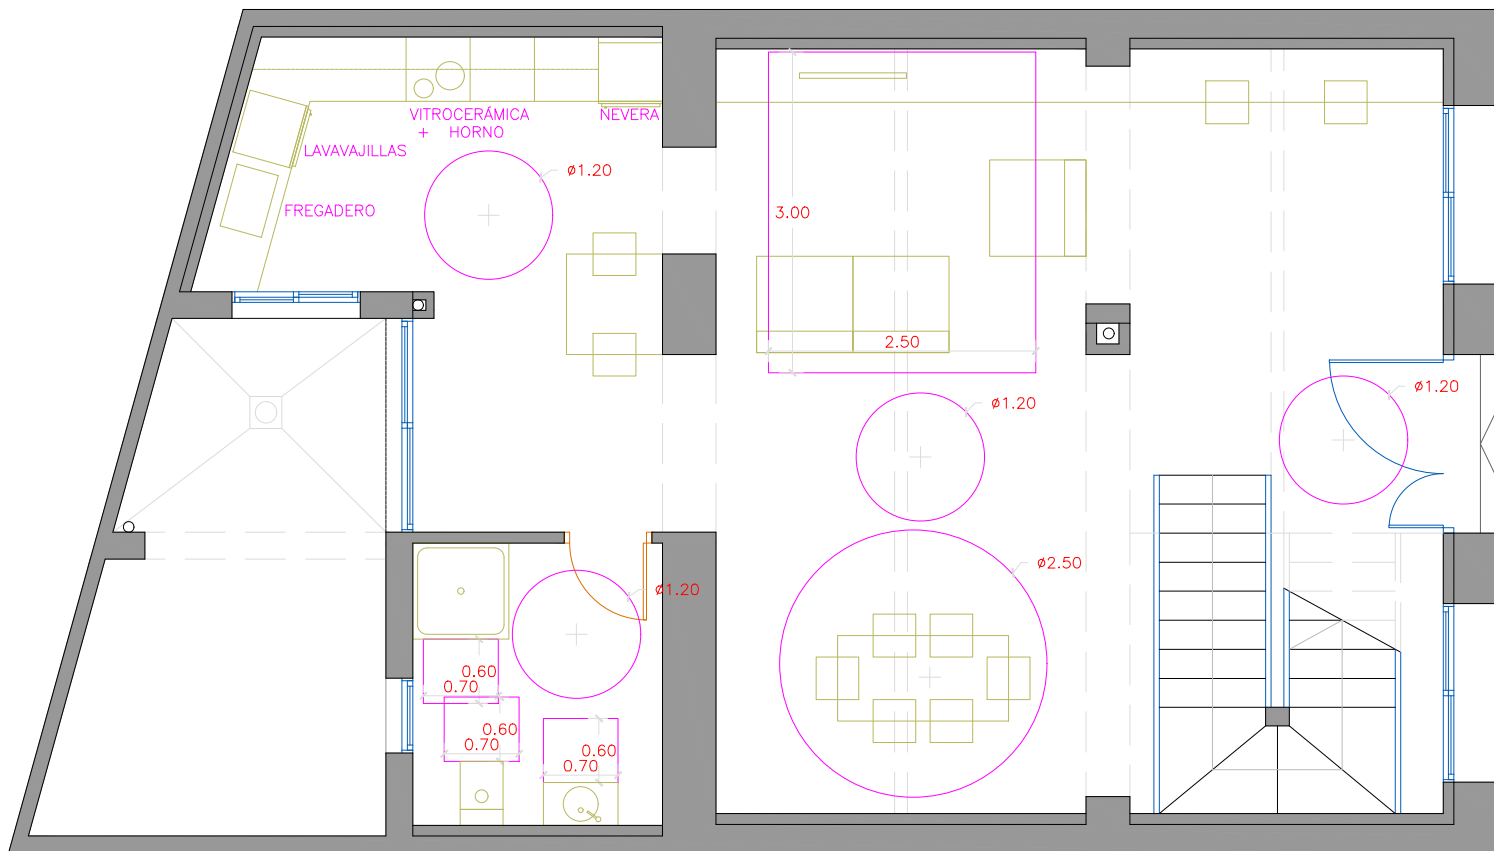 VITROCERÁMICA
+ HORNO
NEVERA
LAVAVAJILLAS
FREGADERO
ø1.20
3.00
2.50
ø1.20
ø1.20
ø2.50
ø1.20
0.60
0.70
0.60
0.70
0.60
0.70